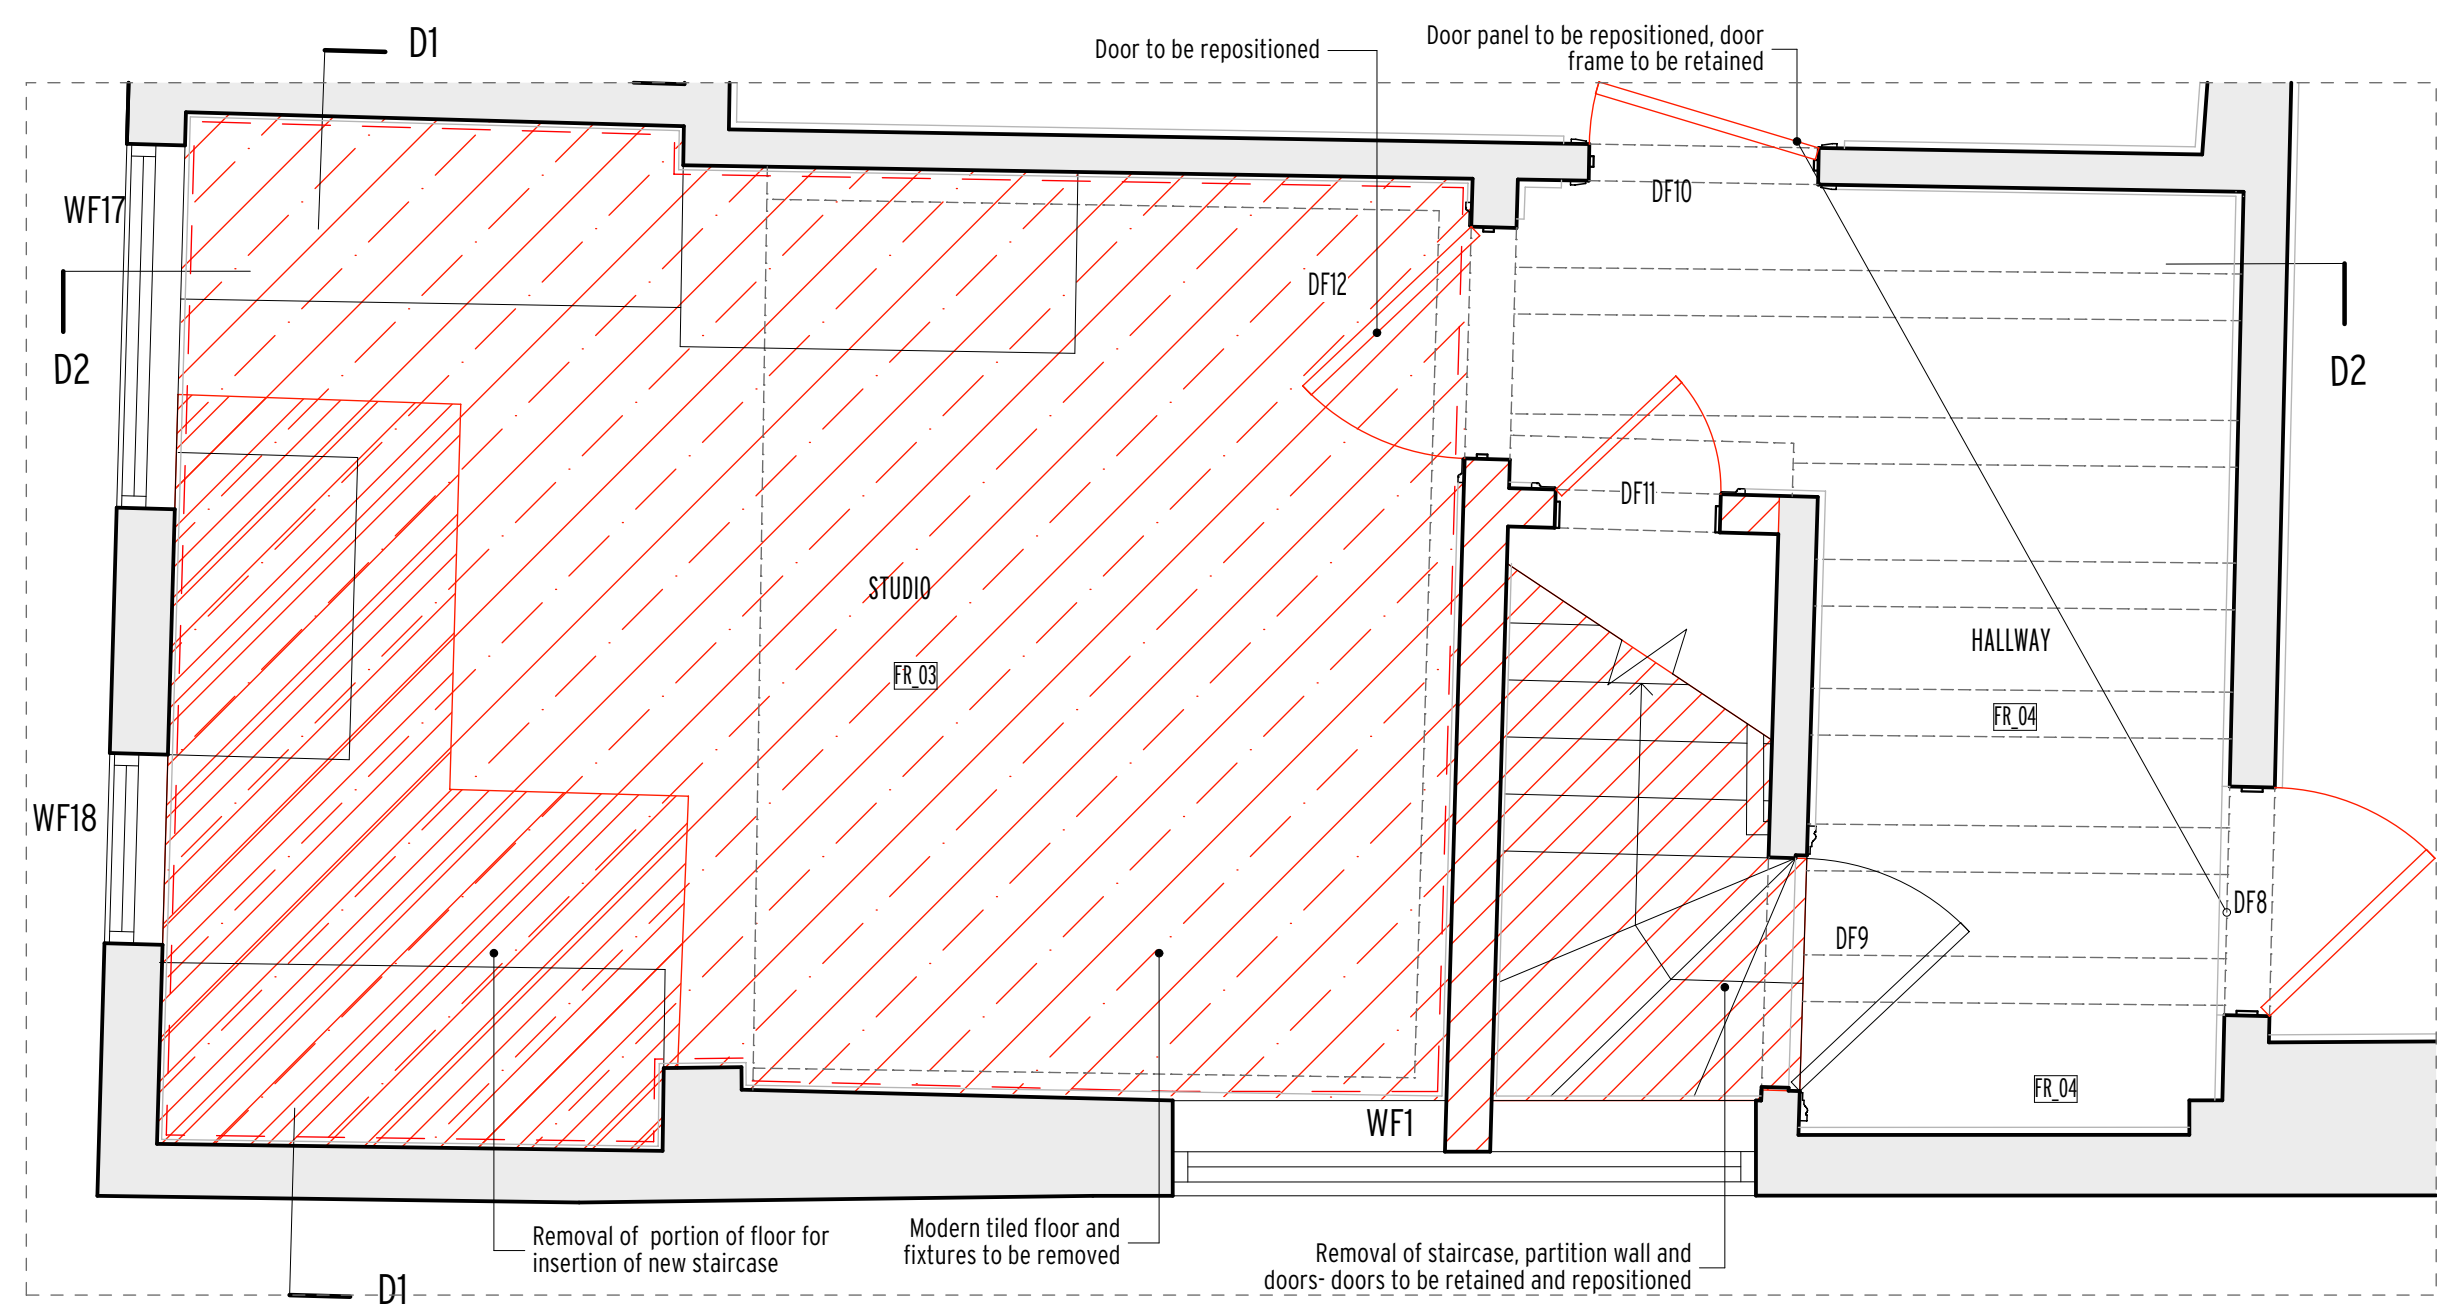 D1
Door to be repositioned
Door panel to be repositioned, door
frame to be retained
WF17
DF10
D2
DF12
D2
DF11
STUDIO
FR_03
HALLWAY
FR_04
WF18
DF8
DF9
FR_04
WF1
Removal of portion of floor for
insertion of new staircase
Modern tiled floor and
fixtures to be removed
Removal of staircase, partition wall and
doors- doors to be retained and repositioned
D1